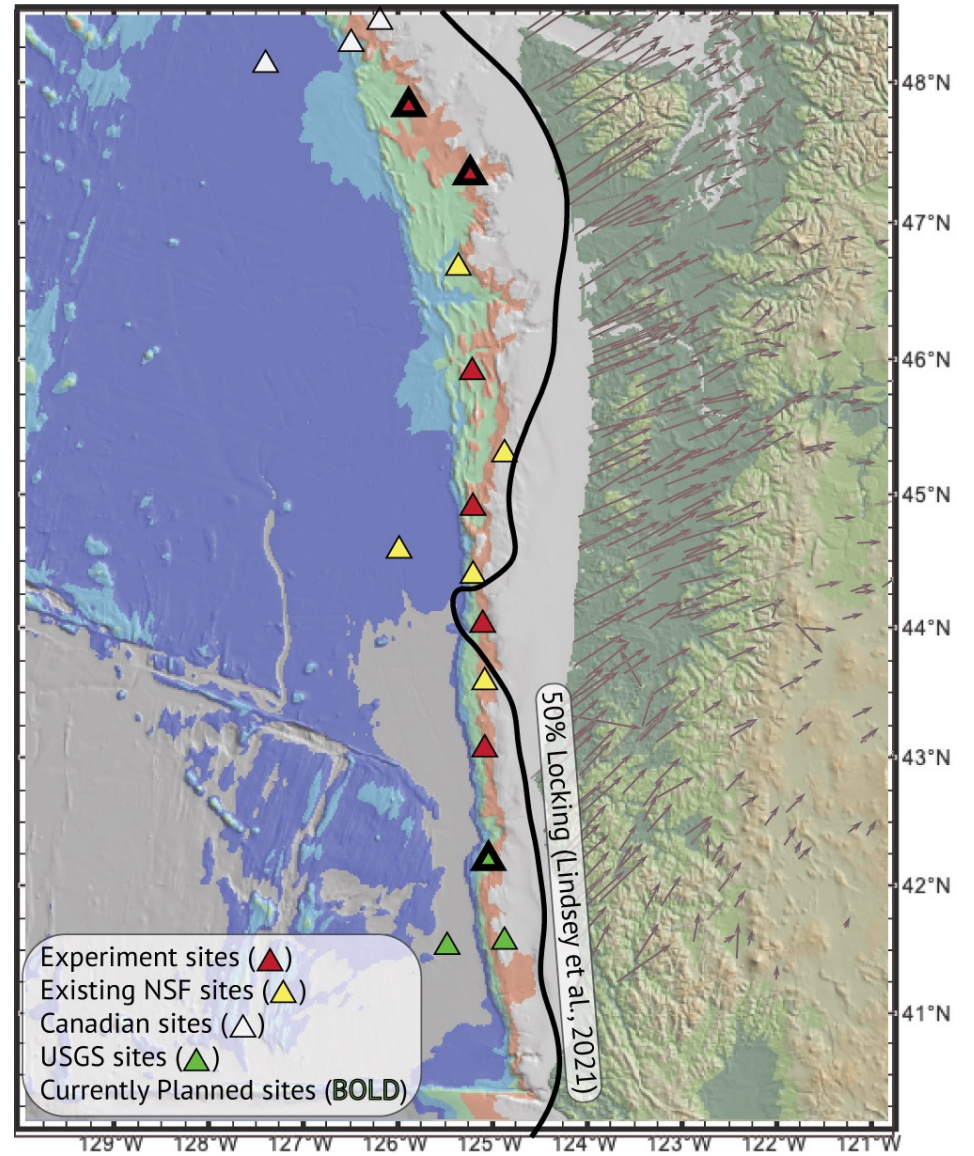 48°N
47°N
46°N
45°N
44°N
43°N
42°N
41°N
50% Locking (Lindsey et al., 2021)
Experiment sites (▲)
Existing NSF sites (▲)
Canadian sites (△)
USGS sites (▲)
Currently Planned sites (BOLD)
129°W 128°W 127°W 126°W 125°W 124°W 123°W 122°W 121°W